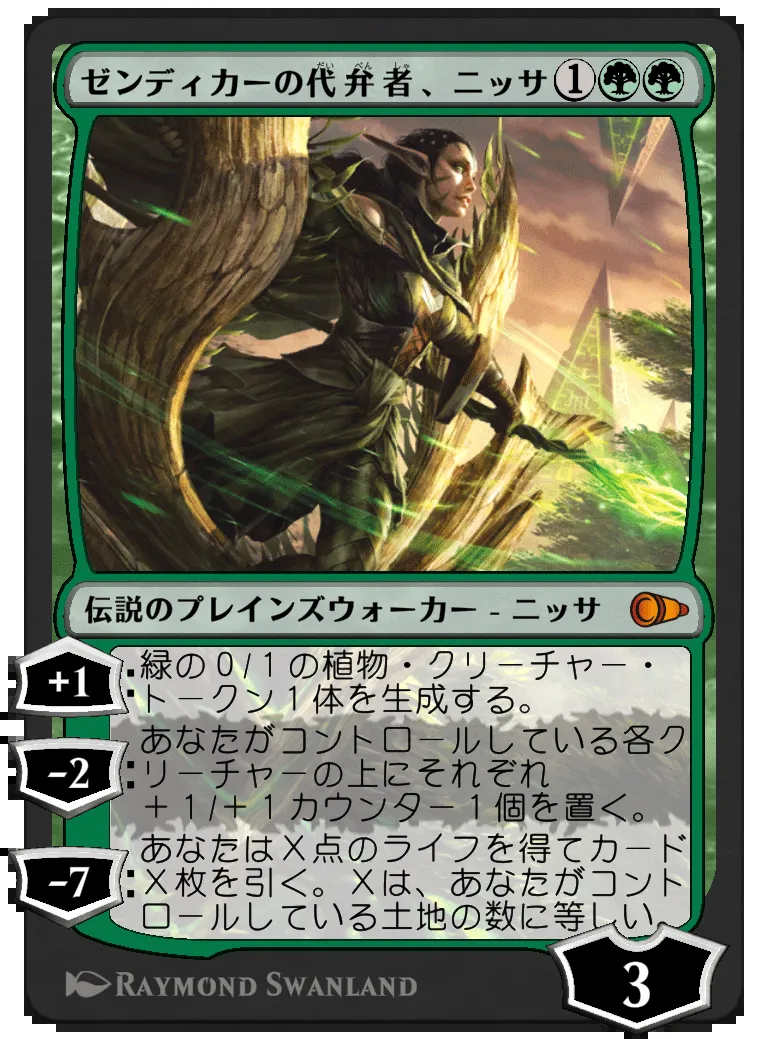 ゼンディカーの代弁者、ニッサ 1
だい べん しゃ
伝説のプレインズウォーカー - ニッサ
+1 : 緑の0/1の植物・クリーチャー・
トークン1体を生成する。
-2 : あなたがコントロールしている各ク
リーチャーの上にそれぞれ
+1/+1カウンター1個を置く。
-7 : あなたはX点のライフを得てカード
X枚を引く。Xは、あなたがコント
ロールしている土地の数に等しい。
3
RAYMOND SWANLAND